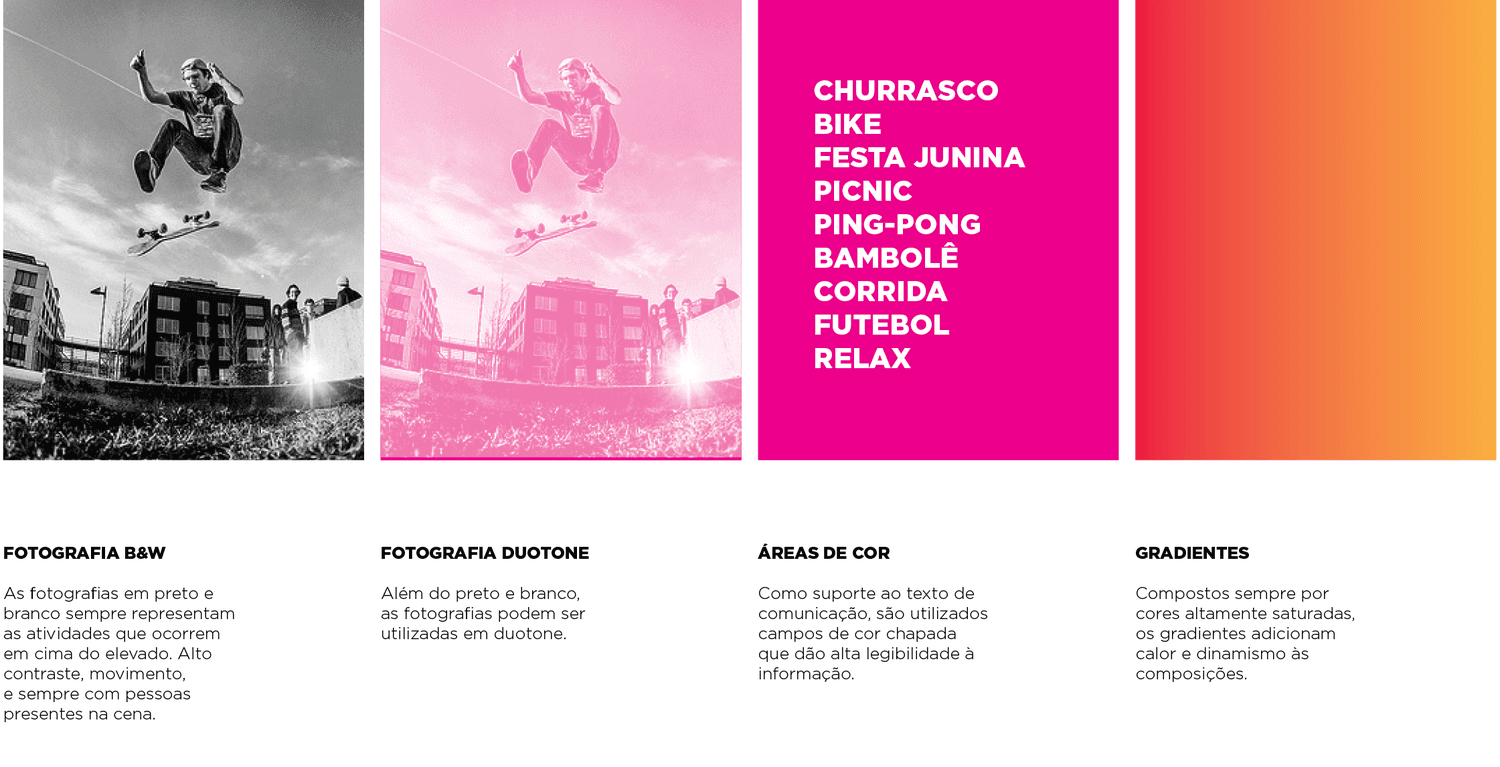 CHURRASCO
BIKE
FESTA JUNINA
PICNIC
PING-PONG
BAMBOLÊ
CORRIDA
FUTEBOL
RELAX
FOTOGRAFIA B&W
As fotografias em preto e
branco sempre representam
as atividades que ocorrem
em cima do elevado. Alto
contraste, movimento,
e sempre com pessoas
presentes na cena.
FOTOGRAFIA DUOTONE
Além do preto e branco,
as fotografias podem ser
utilizadas em duotone.
ÁREAS DE COR
Como suporte ao texto de
comunicação, são utilizados
campos de cor chapada
que dão alta legibilidade à
informação.
GRADIENTES
Compostos sempre por
cores altamente saturadas,
os gradientes adicionam
calor e dinamismo às
composições.